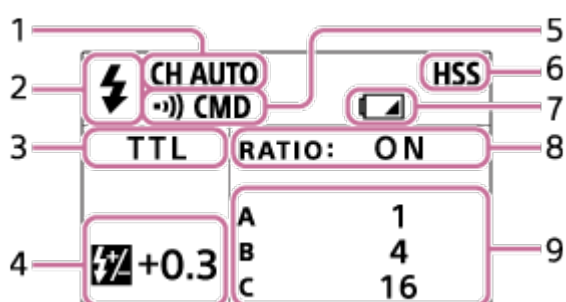 1
5
CH AUTO
HSS
6
2
CMD
7
3
TTL
RATIO: ON
8
A 1
4
+0.3
B 4
9
C 16